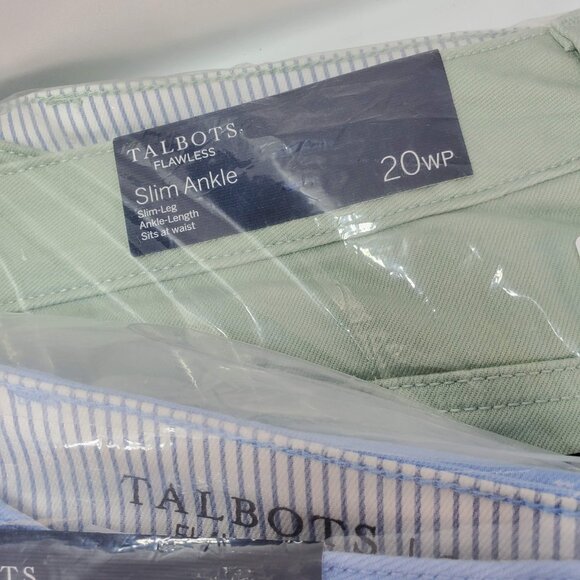 TALBOTS
FLAWLESS
Slim Ankle
Slim-Leg
Ankle-Length
Sits at waist
20WP
TALBOTS